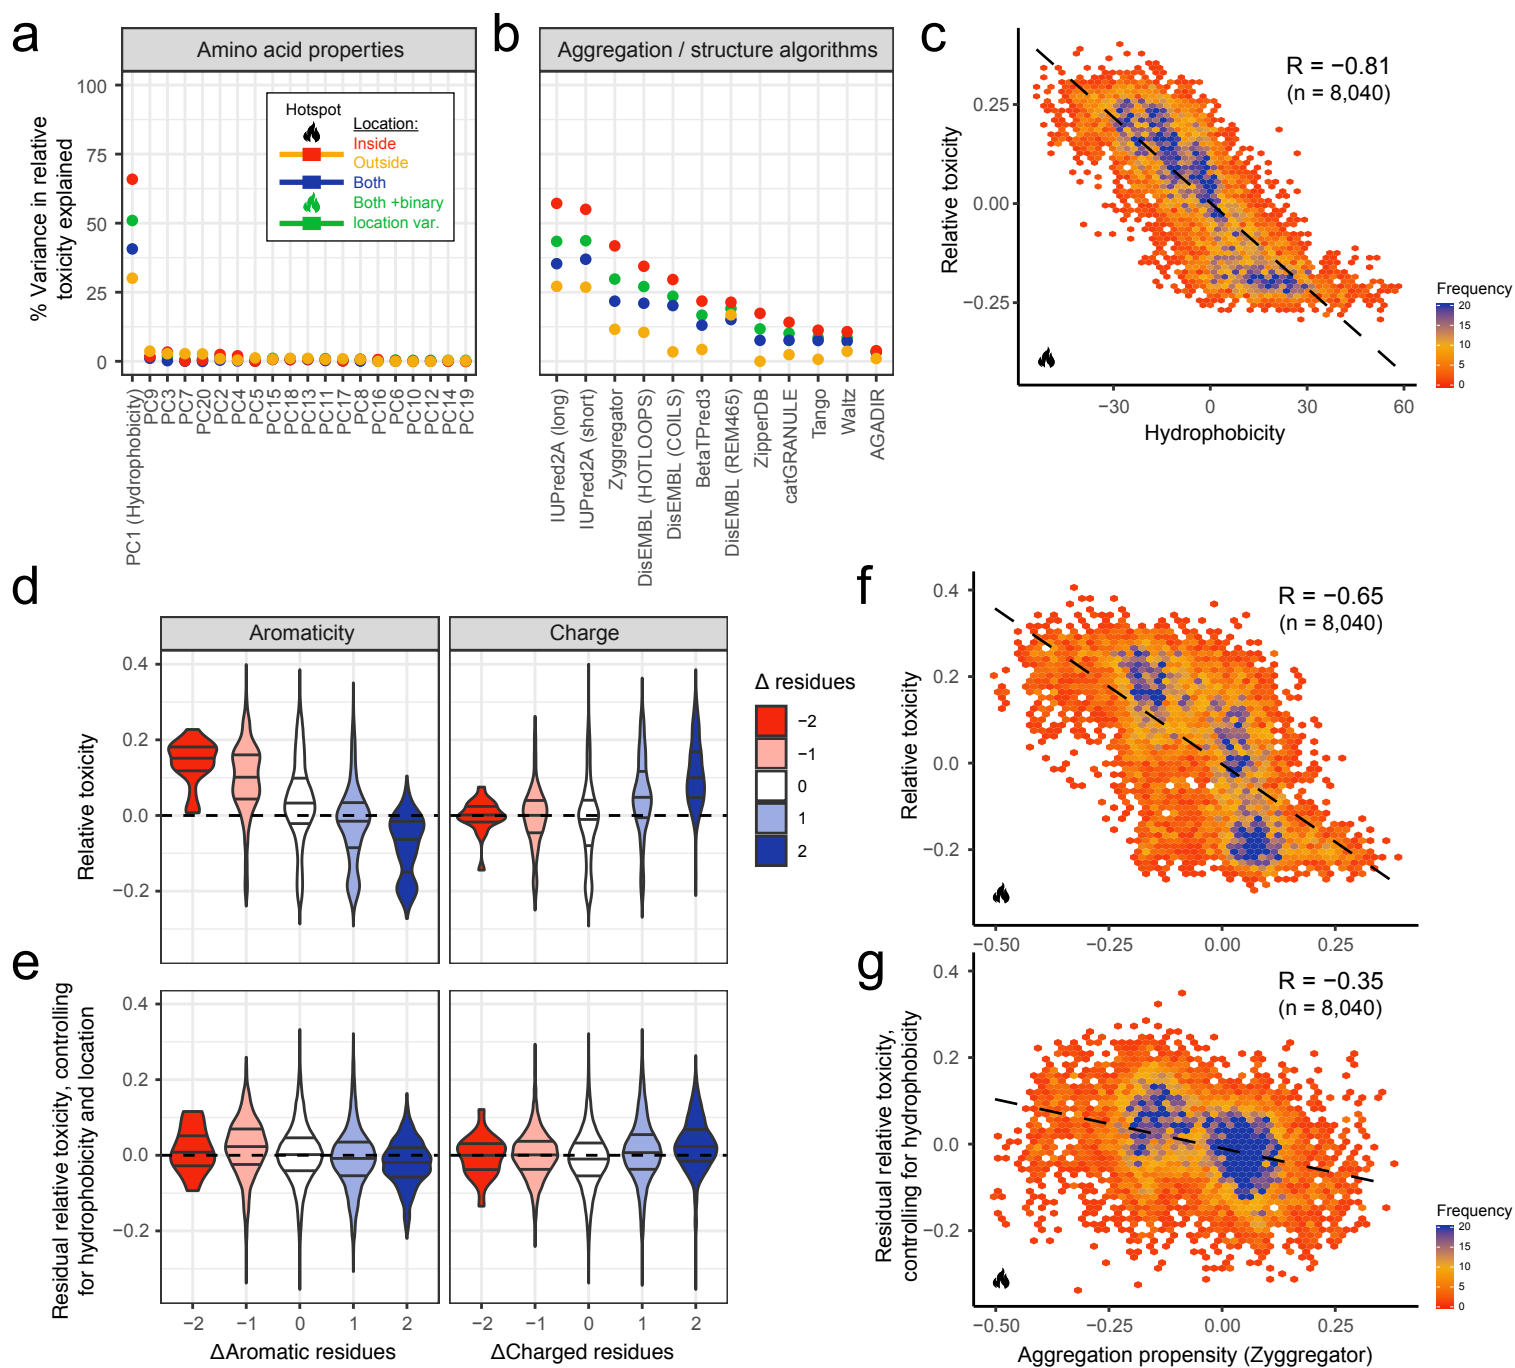 a
Amino acid properties
% Variance in relative
toxicity explained
100
75
50
25
0
Hotspot
Location:
Inside
Outside
Both
Both +binary
location var.
PC1 (Hydrophobicity)
PC9
PC3
PC7
PC20
PC2
PC4
PC5
PC15
PC18
PC13
PC11
PC17
PC8
PC16
PC6
PC10
PC12
PC14
PC19
b
Aggregation / structure algorithms
IUPred2A (long)
IUPred2A (short)
Zyggregator
DisEMBL (HOTLOOPS)
DisEMBL (COILS)
BetaTPred3
DisEMBL (REM465)
ZipperDB
catGRANULE
Tango
Waltz
AGADIR
c
R = −0.81
(n = 8,040)
Relative toxicity
0.25
0.00
−0.25
−30
0
30
60
Hydrophobicity
Frequency
20
15
10
5
0
d
Aromaticity
Charge
Relative toxicity
0.4
0.2
0.0
−0.2
Δ residues
−2
−1
0
1
2
e
Residual relative toxicity, controlling
for hydrophobicity and location
0.4
0.2
0.0
−0.2
−2
−1
0
1
2
−2
−1
0
1
2
ΔAromatic residues
ΔCharged residues
f
R = −0.65
(n = 8,040)
Relative toxicity
0.4
0.2
0.0
−0.2
−0.50
−0.25
0.00
0.25
g
R = −0.35
(n = 8,040)
Residual relative toxicity,
controlling for hydrophobicity
0.4
0.2
0.0
−0.2
−0.50
−0.25
0.00
0.25
Aggregation propensity (Zyggregator)
Frequency
20
15
10
5
0